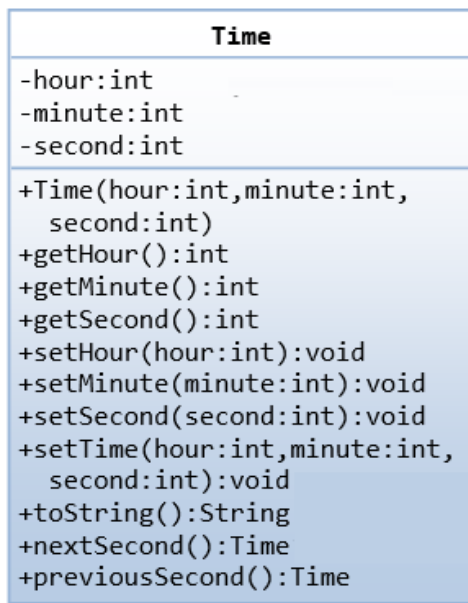 Time
-hour:int
-minute:int
-second:int
+Time(hour:int,minute:int,
second:int)
+getHour():int
+getMinute():int
+getSecond():int
+setHour(hour:int):void
+setMinute(minute:int):void
+setSecond(second:int):void
+setTime(hour:int,minute:int,
second:int):void
+toString():String
+nextSecond():Time
+previousSecond():Time